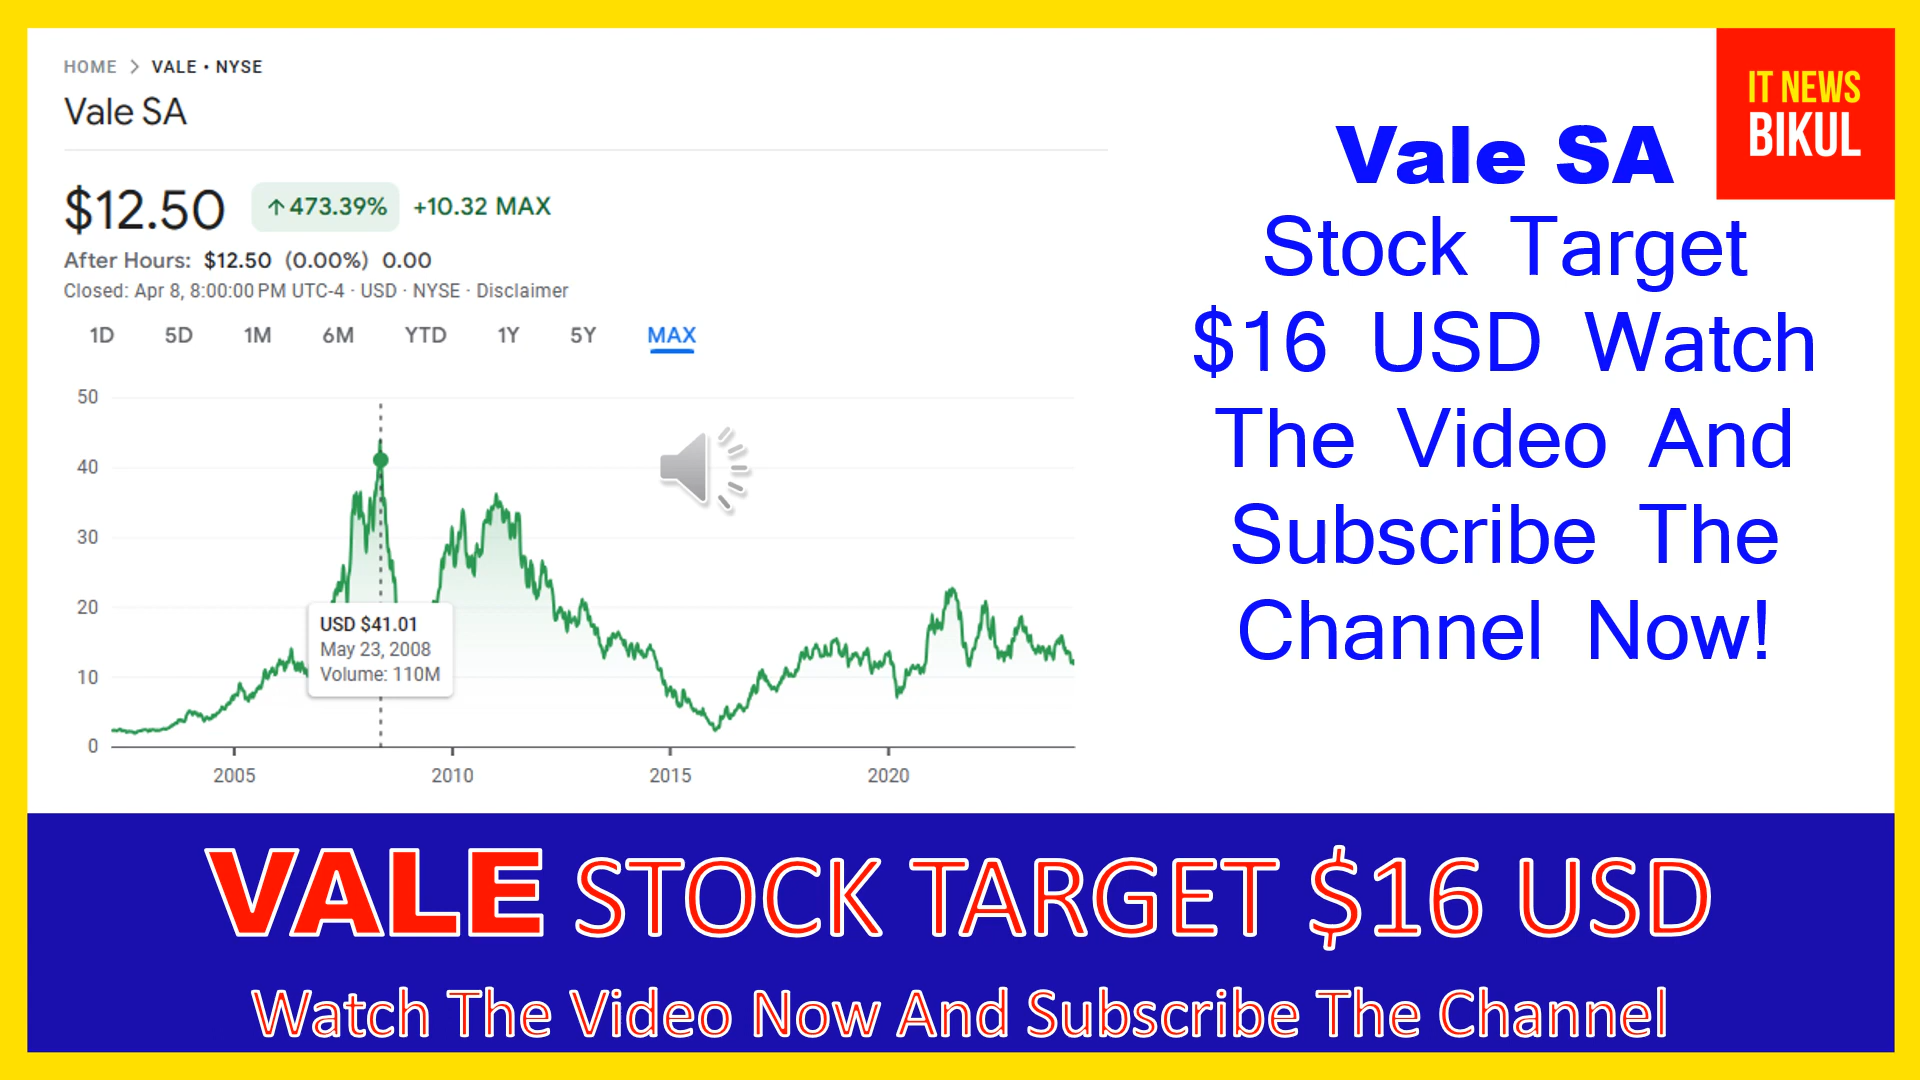 HOME > VALE • NYSE
Vale SA
$12.50 ↑473.39% +10.32 MAX
After Hours: $12.50 (0.00%) 0.00
Closed: Apr 8, 8:00:00 PM UTC-4 · USD · NYSE · Disclaimer
1D 5D 1M 6M YTD 1Y 5Y MAX
50
40
30
20
10
0
USD $41.01
May 23, 2008
Volume: 110M
2005 2010 2015 2020
IT NEWS
BIKUL
Vale SA
Stock Target
$16 USD Watch
The Video And
Subscribe The
Channel Now!
VALE STOCK TARGET $16 USD
Watch The Video Now And Subscribe The Channel